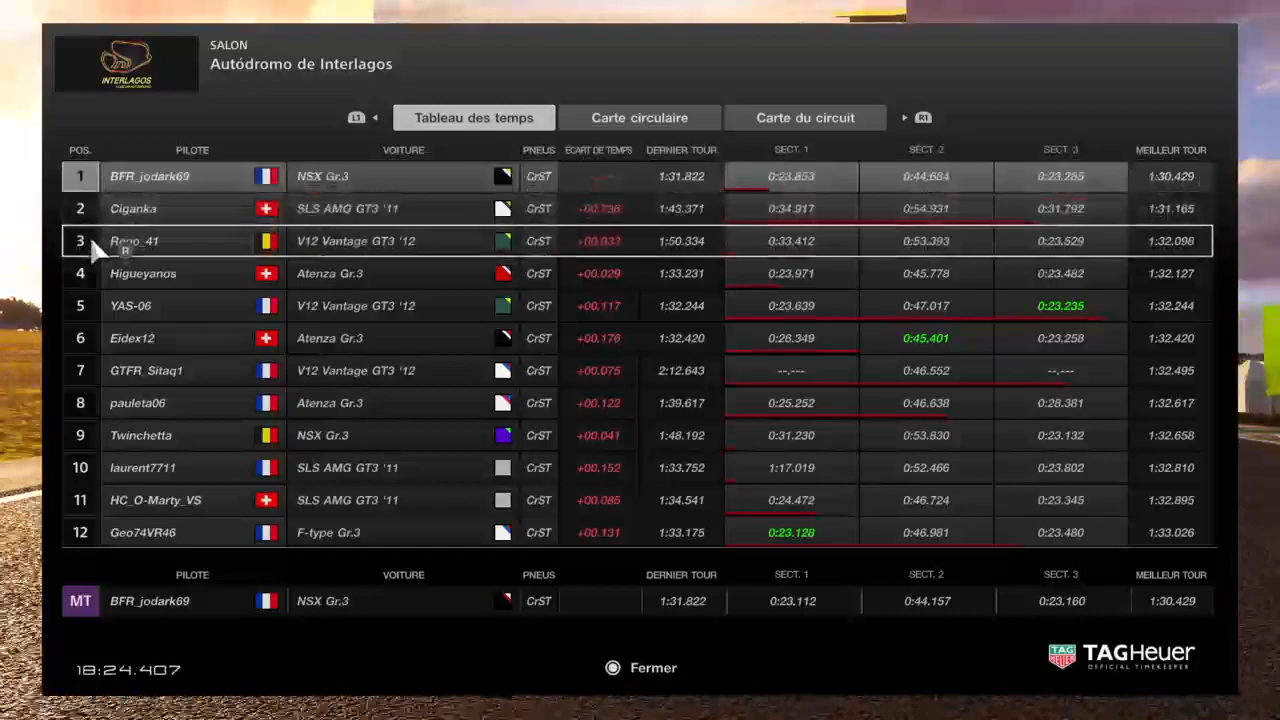 SALON
Autódromo de Interlagos
INTERLAGOS
L1 Tableau des temps Carte circulaire Carte du circuit R1
POS. PILOTE VOITURE PNEUS ÉCART DE TEMPS DERNIER TOUR SECT. 1 SECT. 2 SECT. 3 MEILLEUR TOUR
1 BFR_jodark69 NSX Gr.3 CrST 1:31.822 0:23.853 0:44.684 0:23.285 1:30.429
2 Ciganka SLS AMG GT3 '11 CrST +00.736 1:43.371 0:34.917 0:54.931 0:31.792 1:31.165
3 Reno_41 V12 Vantage GT3 '12 CrST +00.933 1:50.334 0:33.412 0:53.393 0:23.529 1:32.098
R
4 Higueyanos Atenza Gr.3 CrST +00.029 1:33.231 0:23.971 0:45.778 0:23.482 1:32.127
5 YAS-06 V12 Vantage GT3 '12 CrST +00.117 1:32.244 0:23.639 0:47.017 0:23.235 1:32.244
6 Eidex12 Atenza Gr.3 CrST +00.176 1:32.420 0:28.349 0:45.401 0:23.258 1:32.420
7 GTFR_Sitaq1 V12 Vantage GT3 '12 CrST +00.075 2:12.643 --.--- 0:46.552 --.--- 1:32.495
8 pauleta06 Atenza Gr.3 CrST +00.122 1:39.617 0:25.252 0:46.638 0:28.381 1:32.617
9 Twinchetta NSX Gr.3 CrST +00.041 1:48.192 0:31.230 0:53.830 0:23.132 1:32.658
10 laurent7711 SLS AMG GT3 '11 CrST +00.152 1:33.752 1:17.019 0:52.466 0:23.802 1:32.810
11 HC_O-Marty_VS SLS AMG GT3 '11 CrST +00.085 1:34.541 0:24.472 0:46.724 0:23.345 1:32.895
12 Geo74VR46 F-type Gr.3 CrST +00.131 1:33.175 0:23.128 0:46.981 0:23.480 1:33.026
PILOTE VOITURE PNEUS DERNIER TOUR SECT. 1 SECT. 2 SECT. 3 MEILLEUR TOUR
MT BFR_jodark69 NSX Gr.3 CrST 1:31.822 0:23.112 0:44.157 0:23.160 1:30.429
18:24.407
Fermer
TAG HEUER TAGHeuer
OFFICIAL TIMEKEEPER